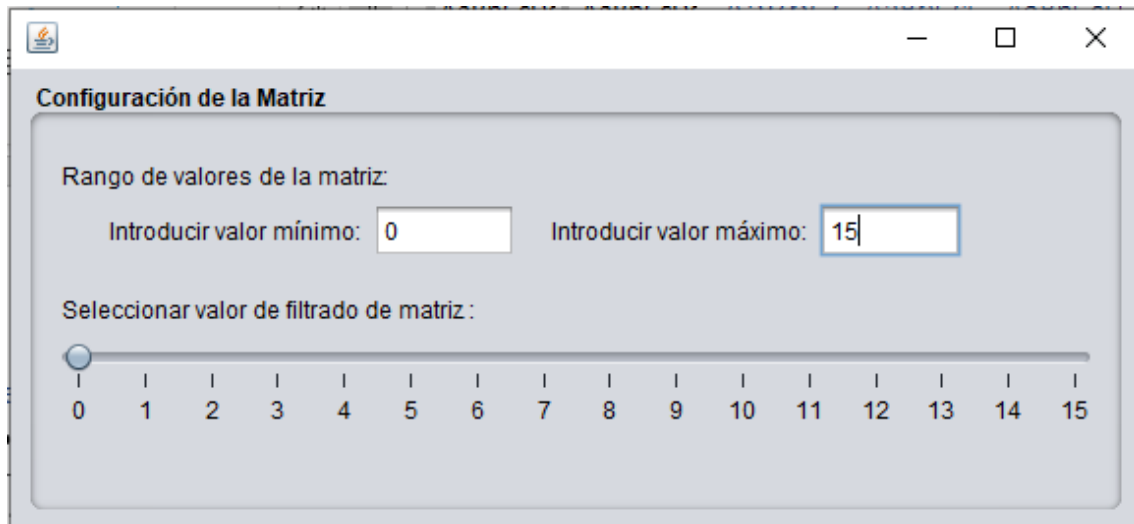 Configuración de la Matriz
Rango de valores de la matriz:
Introducir valor mínimo: 0 Introducir valor máximo: 15
Seleccionar valor de filtrado de matriz :
0 1 2 3 4 5 6 7 8 9 10 11 12 13 14 15